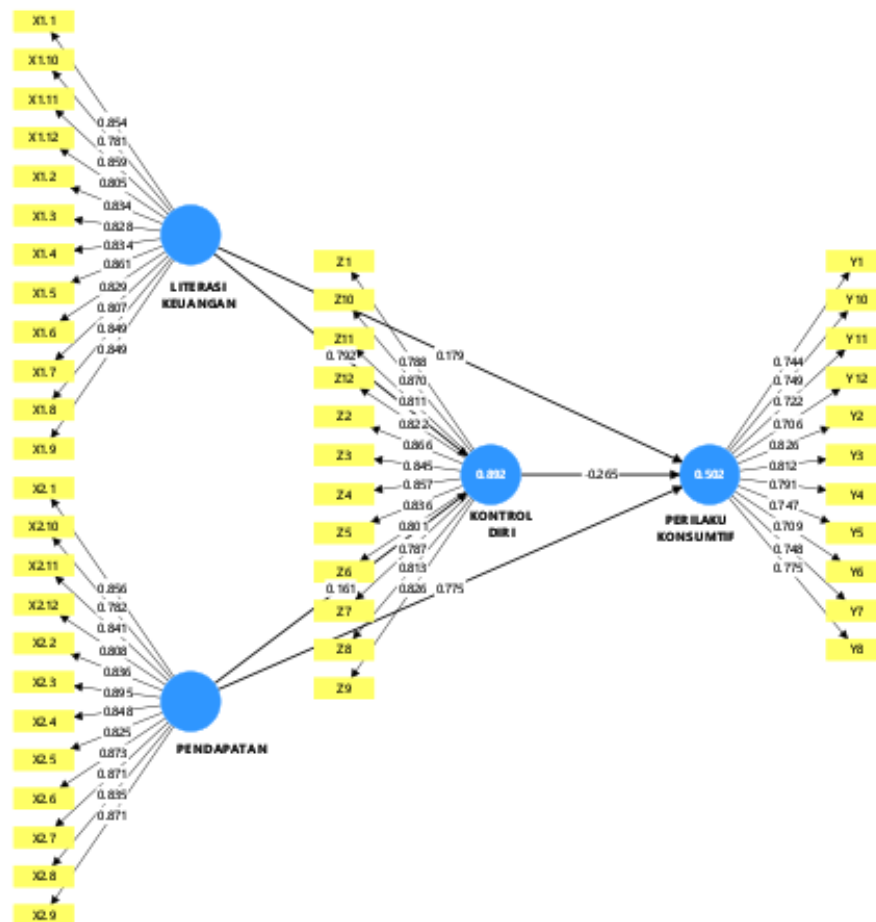 X1.1
X1.10
X1.11
X1.12
X1.2
X1.3
X1.4
X1.5
X1.6
X1.7
X1.8
X1.9
0.854
0.781
0.859
0.805
0.834
0.828
0.834
0.861
0.829
0.807
0.849
0.849
LITERASI
KEUANGAN
X2.1
X2.10
X2.11
X2.12
X2.2
X2.3
X2.4
X2.5
X2.6
X2.7
X2.8
X2.9
0.856
0.782
0.841
0.808
0.836
0.895
0.848
0.825
0.873
0.871
0.835
0.871
PENDAPATAN
Z1
Z10
Z11
Z12
Z2
Z3
Z4
Z5
Z6
Z7
Z8
Z9
0.792
0.179
0.161
0.775
0.788
0.870
0.811
0.822
0.866
0.845
0.857
0.836
0.801
0.787
0.813
0.826
0.892
KONTROL
DIRI
-0.265
0.502
PERILAKU
KONSUMTIF
0.744
0.749
0.722
0.706
0.826
0.812
0.791
0.747
0.709
0.748
0.775
Y1
Y10
Y11
Y12
Y2
Y3
Y4
Y5
Y6
Y7
Y8